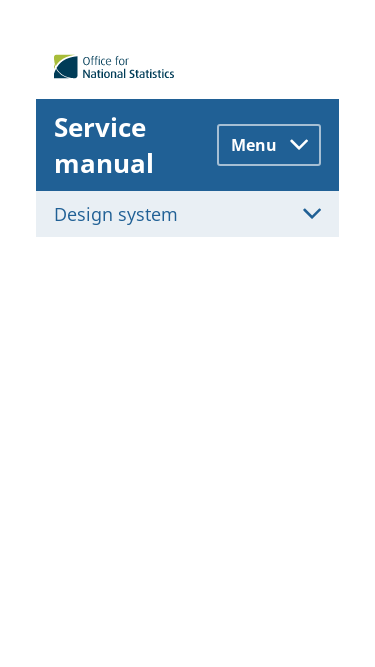 Office for
National Statistics
Service
manual
Menu
Design system